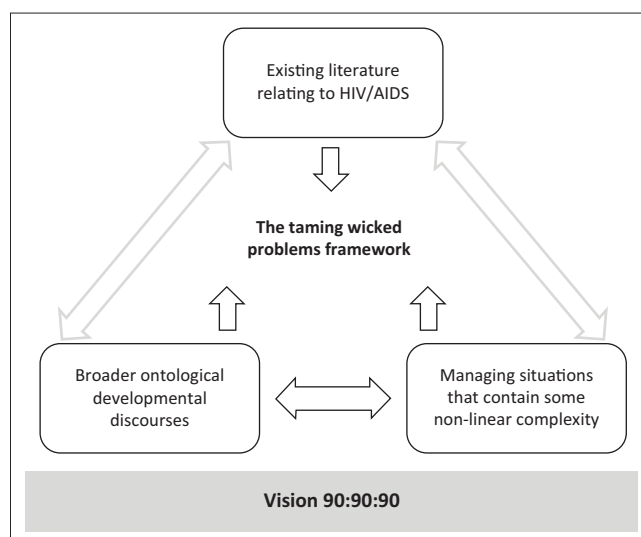 Existing literature
relating to HIV/AIDS
The taming wicked
problems framework
Broader ontological
developmental
discourses
Managing situations
that contain some
non-linear complexity
Vision 90:90:90